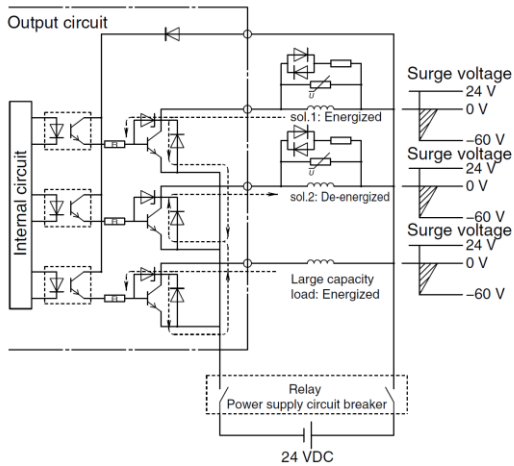 Output circuit
Internal circuit
U
sol.1: Energized
U
sol.2: De-energized
Large capacity
load: Energized
Surge voltage
24 V
0 V
−60 V
Surge voltage
24 V
0 V
−60 V
Surge voltage
24 V
0 V
−60 V
Relay
Power supply circuit breaker
24 VDC